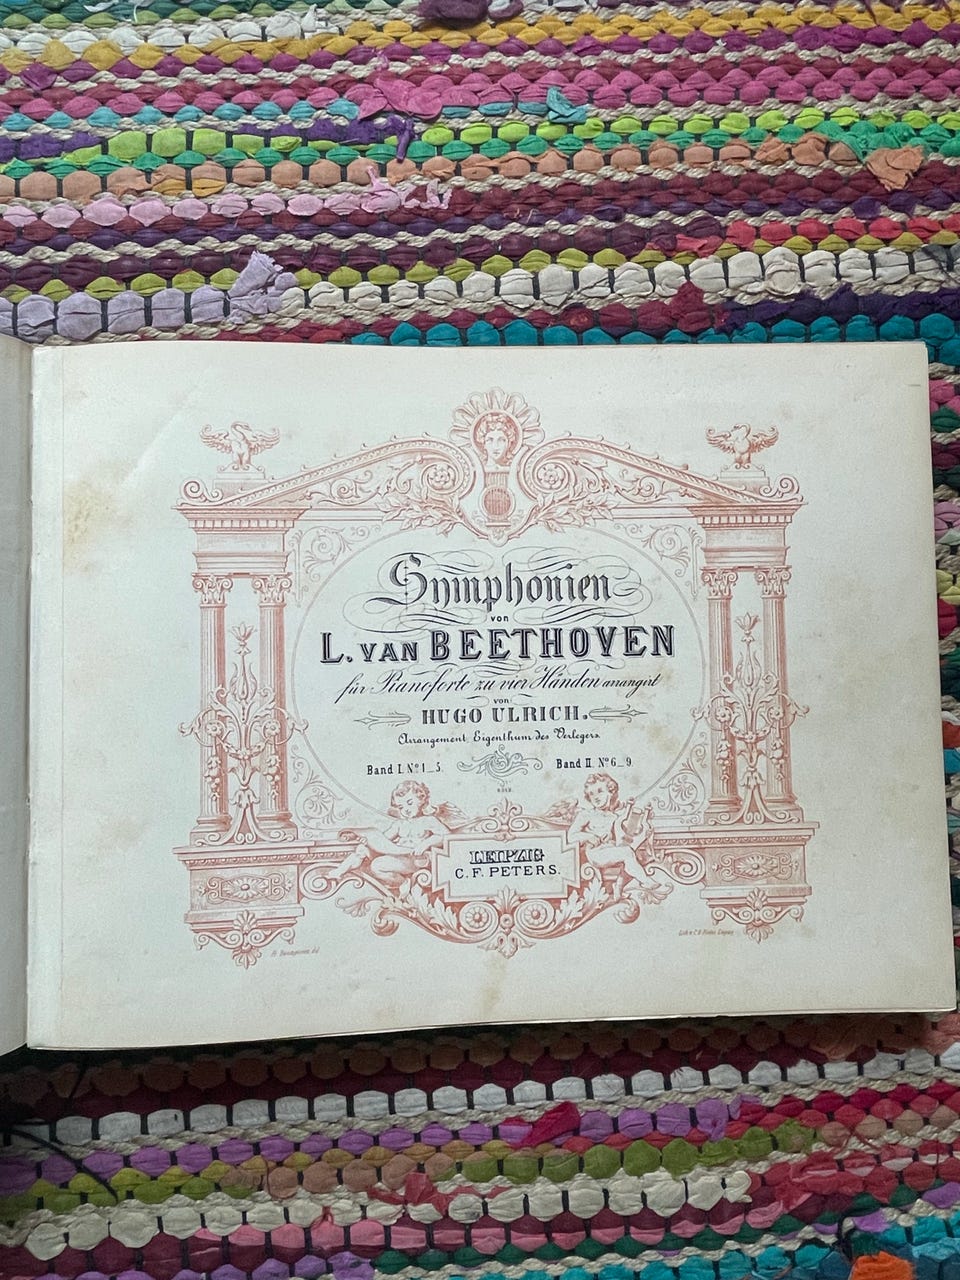 Symphonien
von
L. VAN BEETHOVEN
für Pianoforte zu vier Händen arrangirt
von
HUGO ULRICH.
Arrangement Eigenthum des Verlegers.
Band I. Nº 1_5. Band II. Nº 6_9.
LEIPZIG
C. F. PETERS.